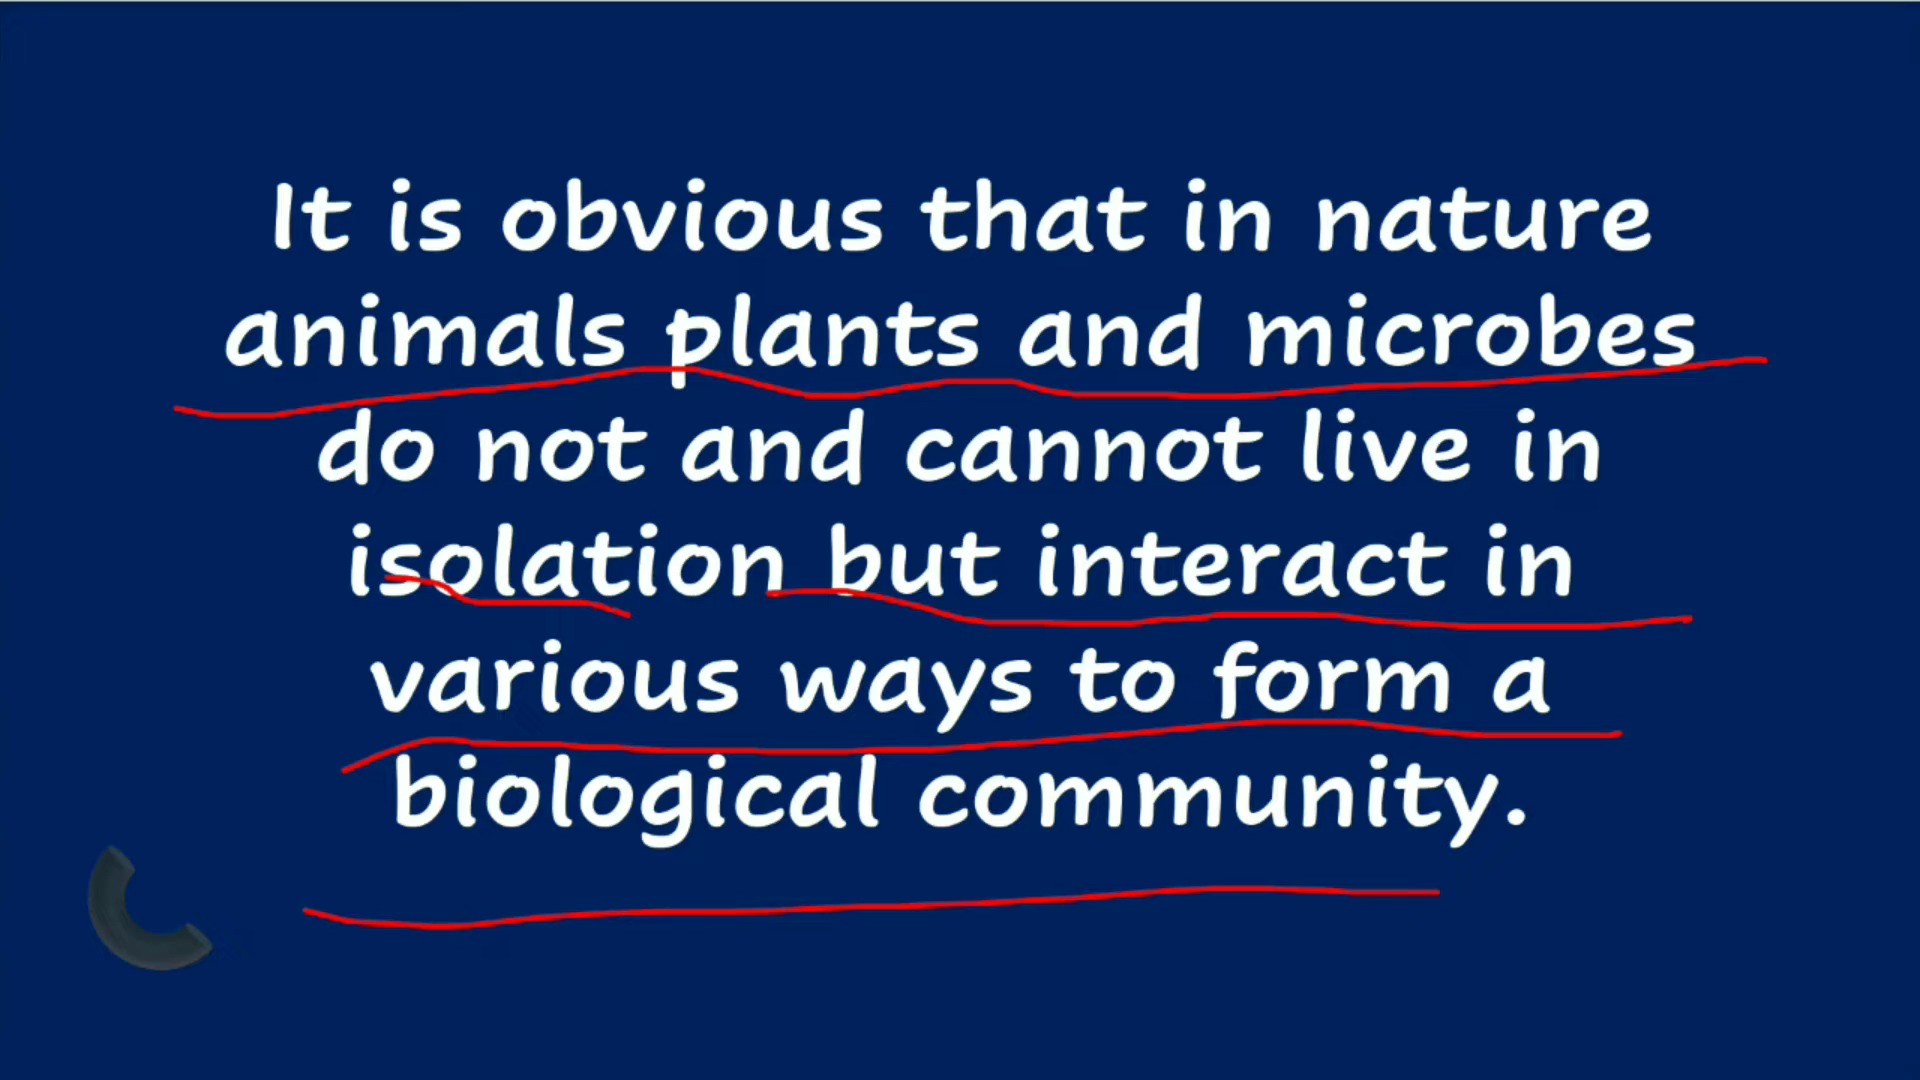 It is obvious that in nature
animals plants and microbes
do not and cannot live in
isolation but interact in
various ways to form a
biological community.